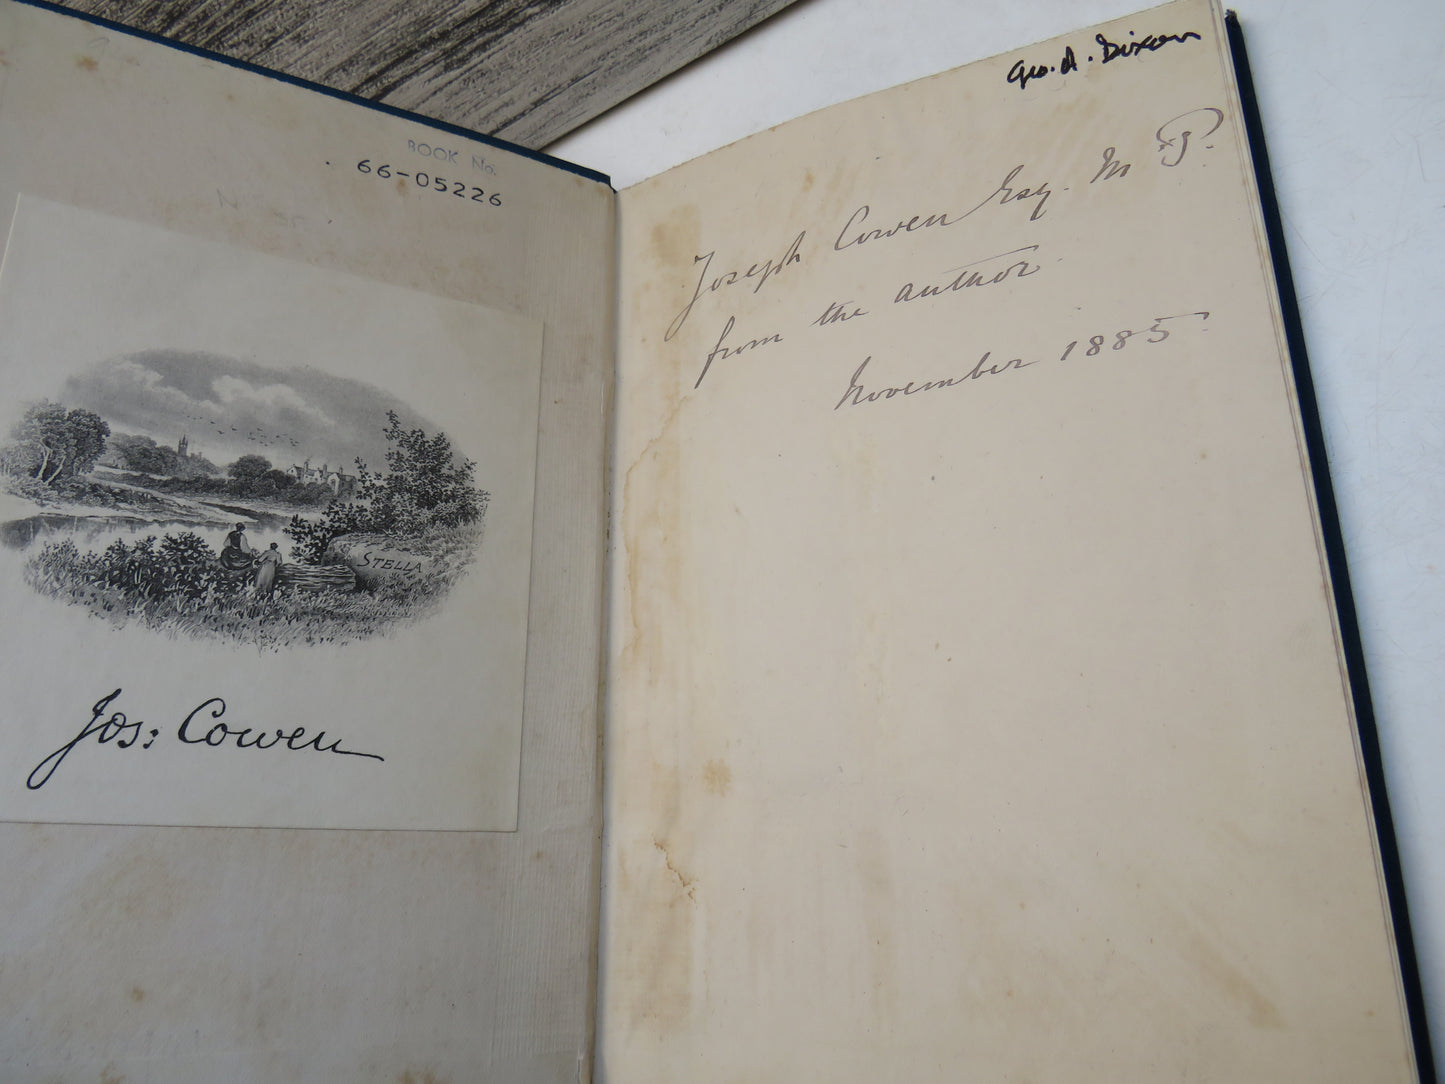 BOOK No.
66-05226
STELLA
Jos: Cowen
Geo. A. Dixon
Joseph Cowen Esq. M.P.
from the author
November 1885